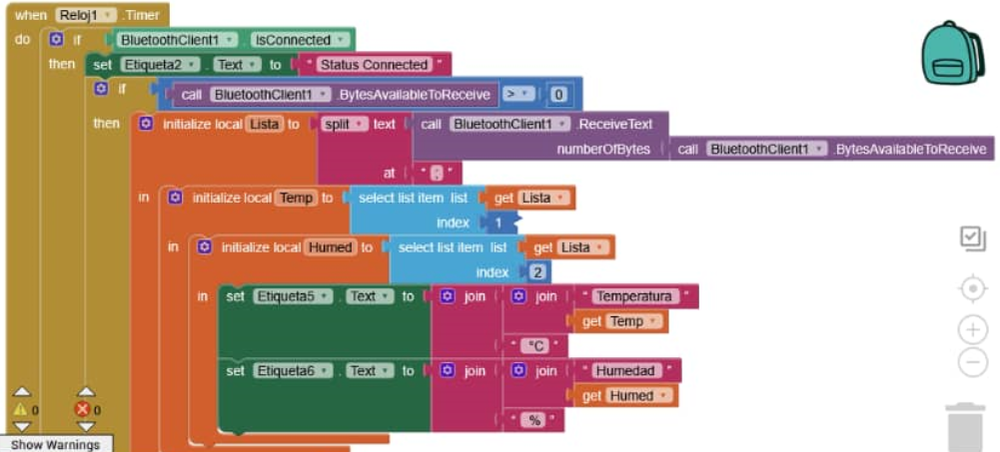 when Reloj1 .Timer
do if BluetoothClient1 . IsConnected
then set Etiqueta2 . Text to " Status Connected "
if call BluetoothClient1 .BytesAvailableToReceive > 0
then initialize local Lista to split text call BluetoothClient1 .ReceiveText
numberOfBytes call BluetoothClient1 .BytesAvailableToReceive
at " "
in initialize local Temp to select list item list get Lista
index 1
in initialize local Humed to select list item list get Lista
index 2
in set Etiqueta5 . Text to join join " Temperatura "
get Temp
" °C "
set Etiqueta6 . Text to join join " Humedad "
get Humed
" % "
0 0
Show Warnings